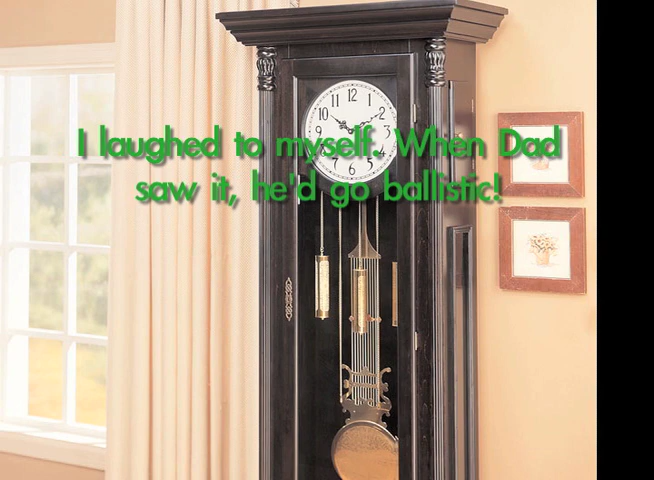 I laughed to myself. When Dad
saw it, he'd go ballistic!